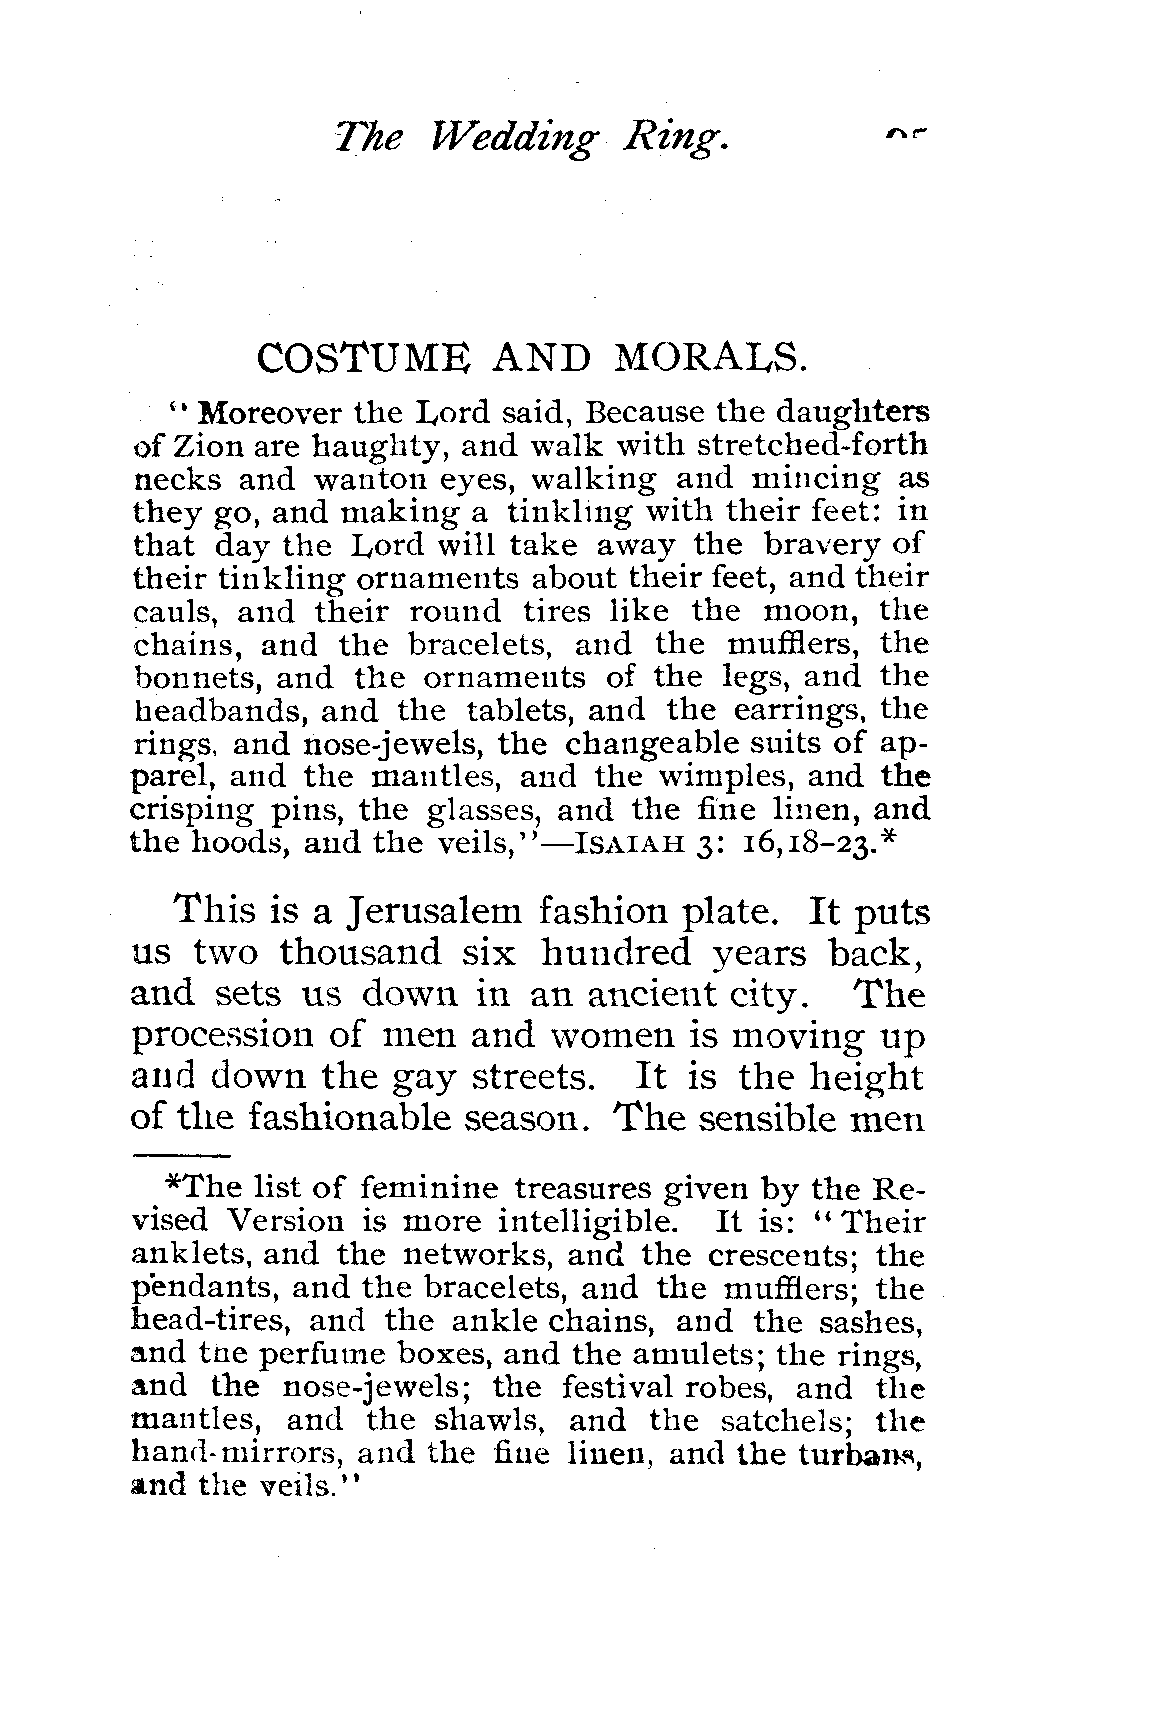 The Wedding Ring.
COSTUME AND MORALS.
"Moreover the Lord said, Because the daughters
of Zion are haughty, and walk with stretched-forth
necks and wanton eyes, walking and mincing as
they go, and making a tinkling with their feet: in
that day the Lord will take away the bravery of
their tinkling ornaments about their feet, and their
cauls, and their round tires like the moon, the
chains, and the bracelets, and the mufflers, the
bonnets, and the ornaments of the legs, and the
headbands, and the tablets, and the earrings, the
rings, and nose-jewels, the changeable suits of ap-
parel, and the mantles, and the wimples, and the
crisping pins, the glasses, and the fine linen, and
the hoods, and the veils,"—ISAIAH 3: 16,18–23.*
This is a Jerusalem fashion plate. It puts
us two thousand six hundred years back,
and sets us down in an ancient city. The
procession of men and women is moving up
and down the gay streets. It is the height
of the fashionable season. The sensible men
*The list of feminine treasures given by the Re-
vised Version is more intelligible. It is: "Their
anklets, and the networks, and the crescents; the
pendants, and the bracelets, and the mufflers; the
head-tires, and the ankle chains, and the sashes,
and tne perfume boxes, and the amulets; the rings,
and the nose-jewels; the festival robes, and the
mantles, and the shawls, and the satchels; the
hand-mirrors, and the fine linen, and the turbans,
and the veils."